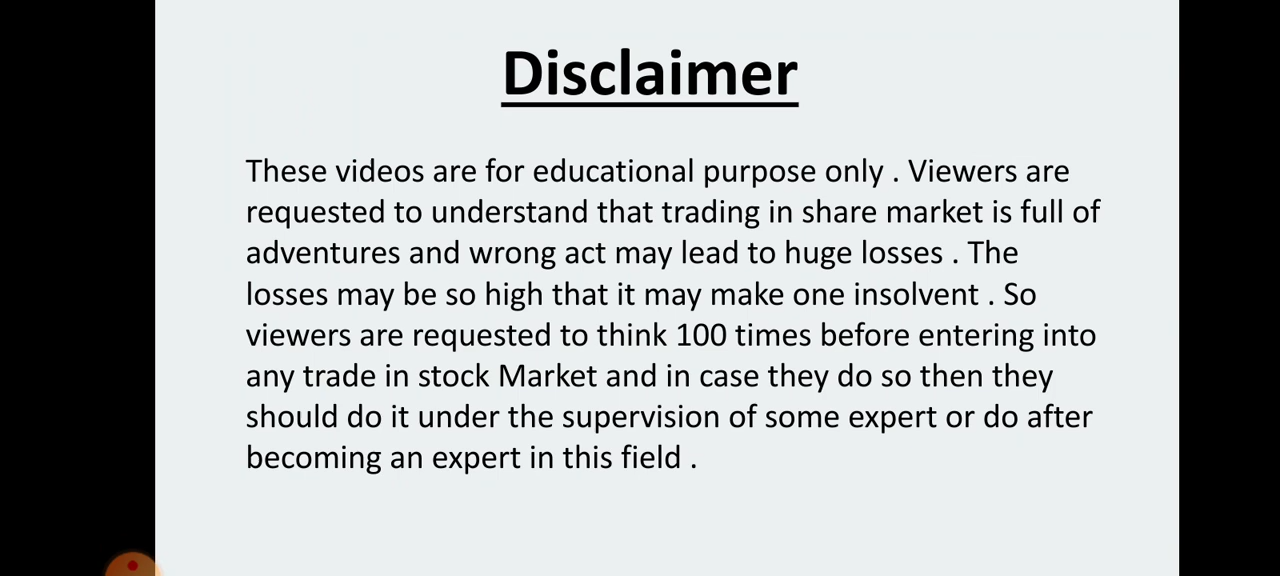 Disclaimer
These videos are for educational purpose only . Viewers are
requested to understand that trading in share market is full of
adventures and wrong act may lead to huge losses . The
losses may be so high that it may make one insolvent . So
viewers are requested to think 100 times before entering into
any trade in stock Market and in case they do so then they
should do it under the supervision of some expert or do after
becoming an expert in this field .